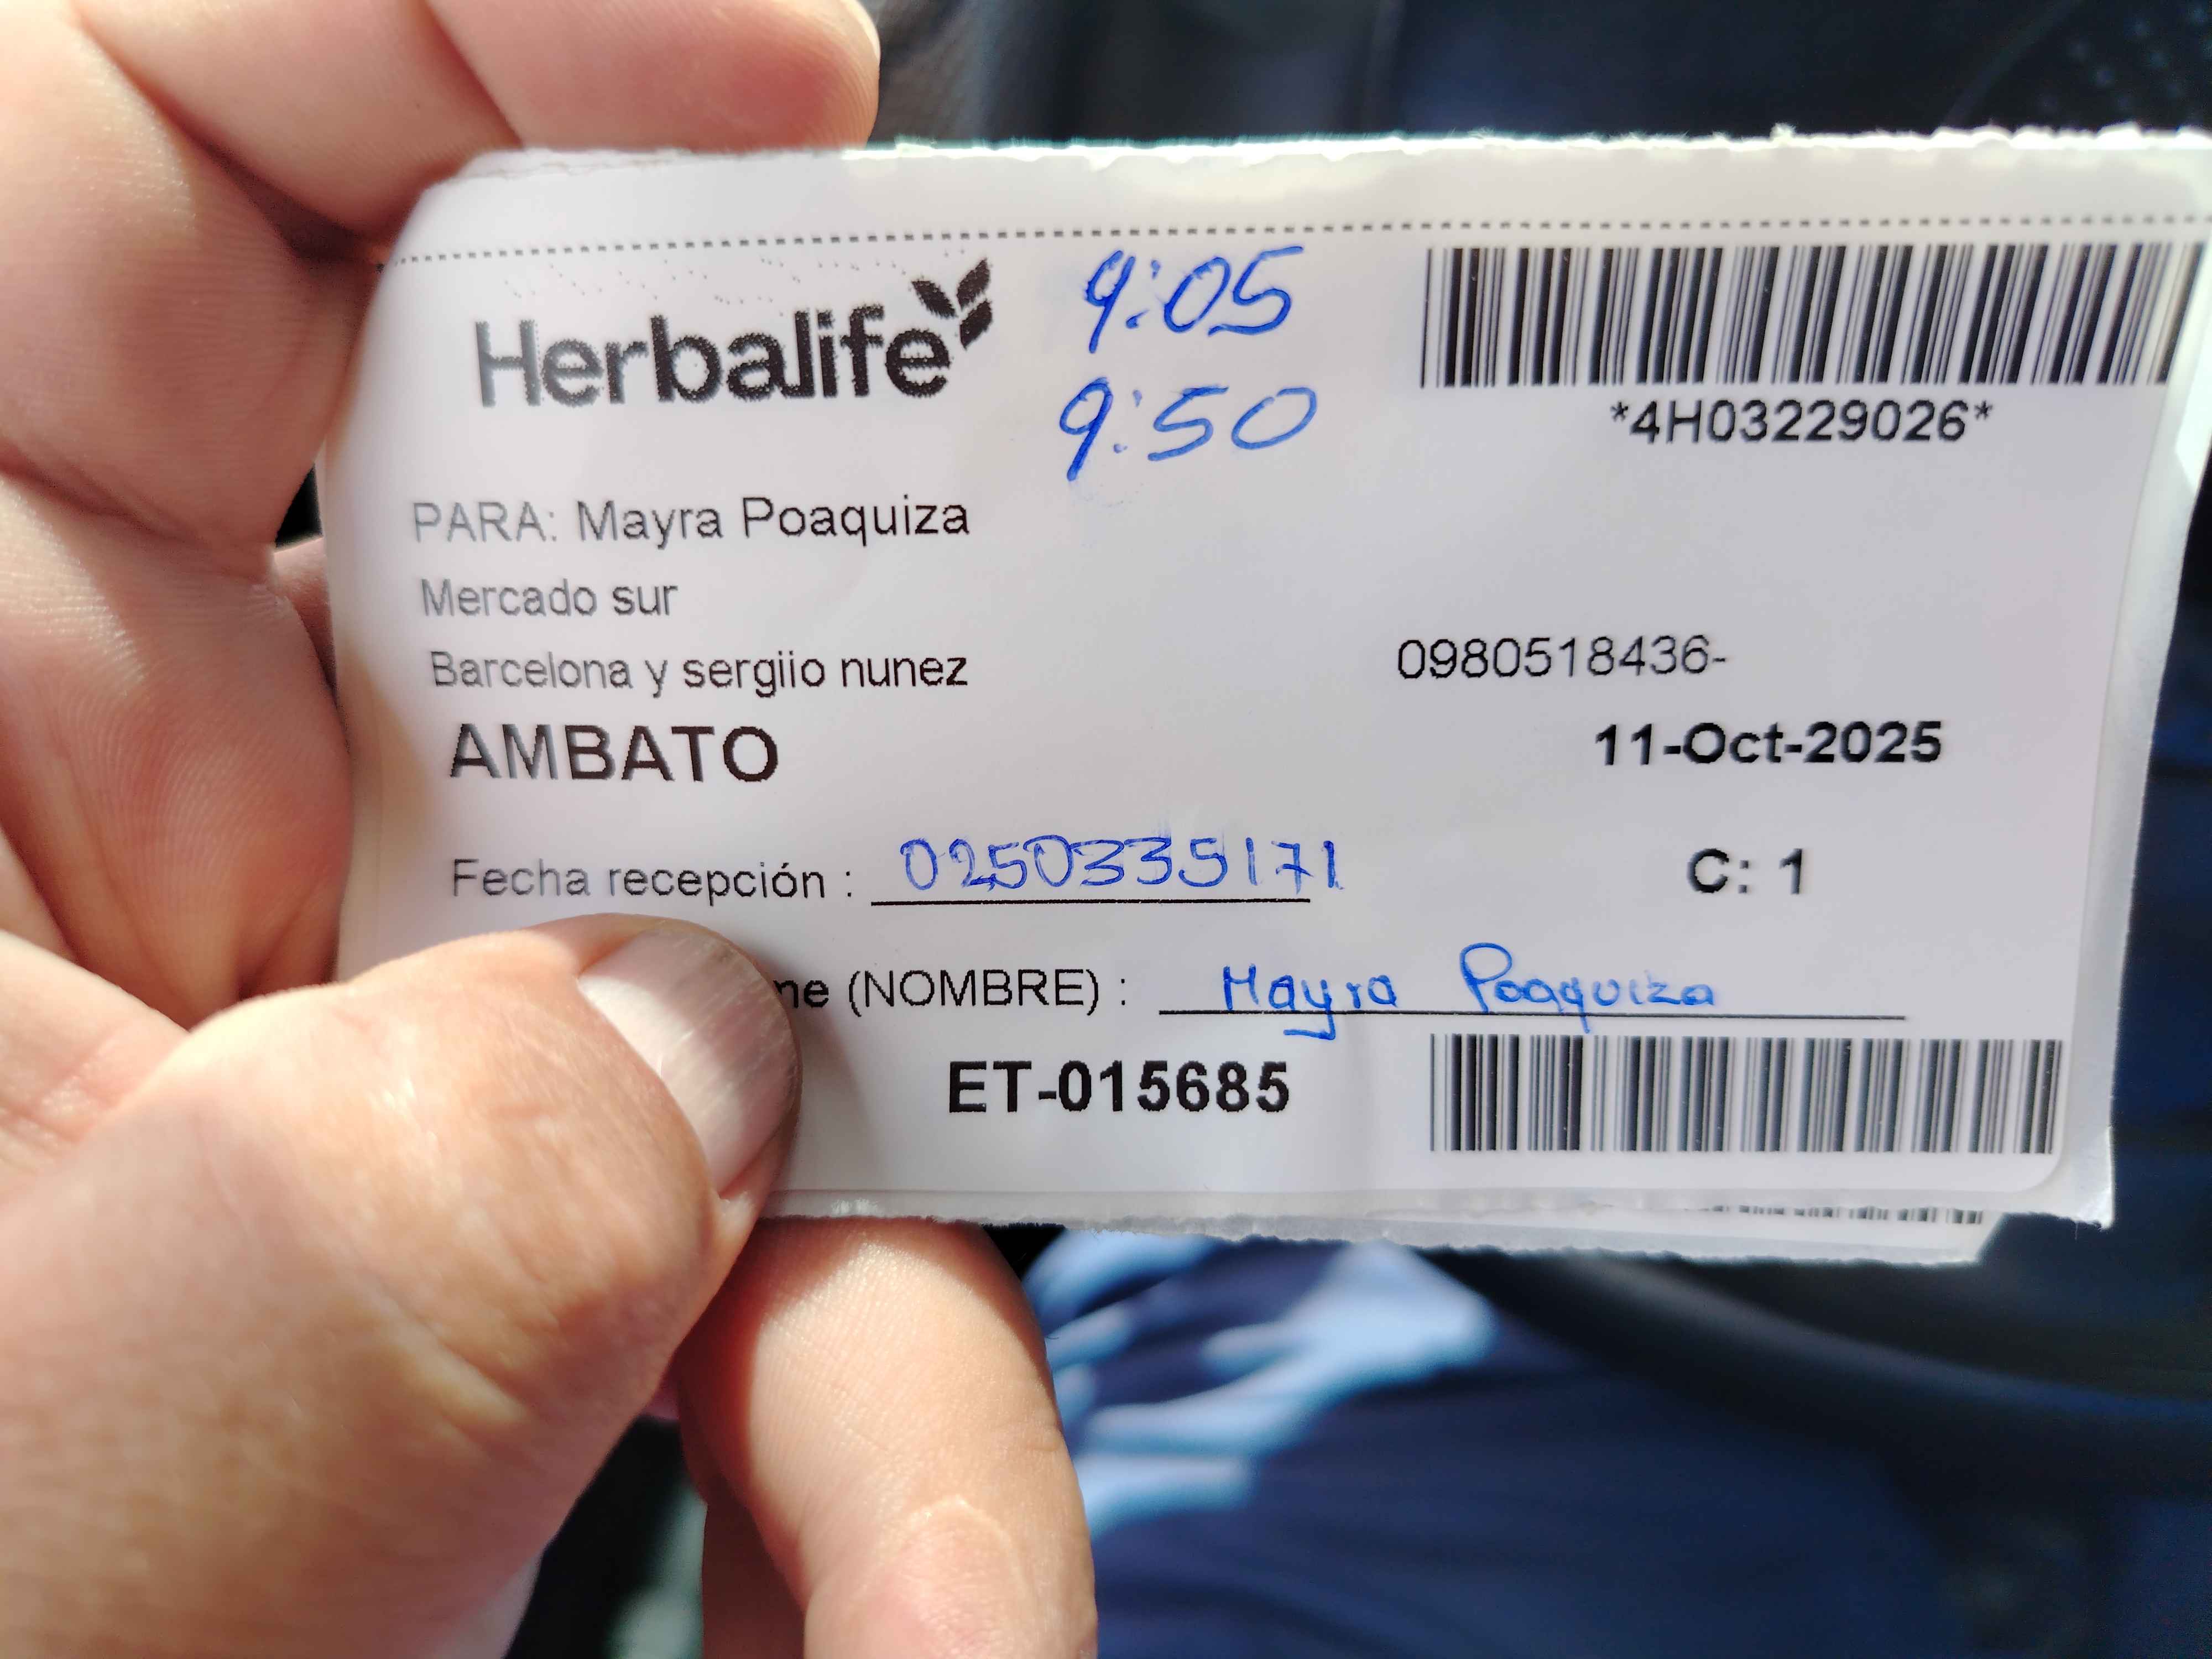 Herbalife
9:05
9:50
*4H03229026*
PARA: Mayra Poaquiza
Mercado sur
Barcelona y sergiio nunez
0980518436-
AMBATO
11-Oct-2025
Fecha recepción : 0250335171
C: 1
(NOMBRE) : Mayra Poaquiza
ET-015685